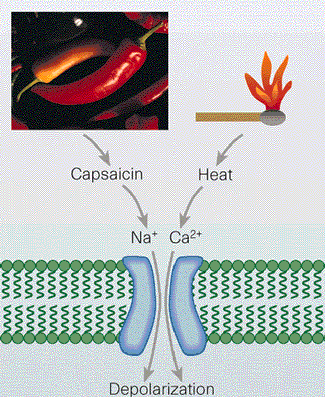 Capsaicin Heat
Na⁺ Ca²⁺
Depolarization